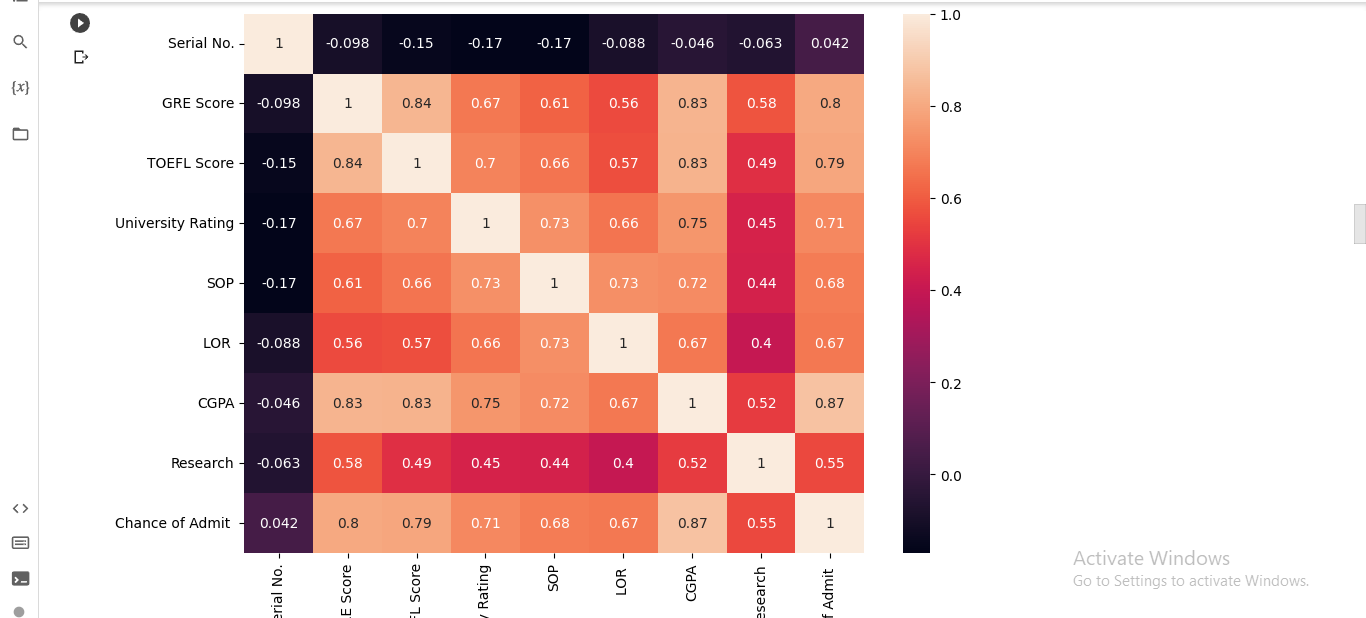 1.0
Serial No. 1 -0.098 -0.15 -0.17 -0.17 -0.088 -0.046 -0.063 0.042
GRE Score -0.098 1 0.84 0.67 0.61 0.56 0.83 0.58 0.8
0.8
TOEFL Score -0.15 0.84 1 0.7 0.66 0.57 0.83 0.49 0.79
0.6
University Rating -0.17 0.67 0.7 1 0.73 0.66 0.75 0.45 0.71
SOP -0.17 0.61 0.66 0.73 1 0.73 0.72 0.44 0.68
0.4
LOR -0.088 0.56 0.57 0.66 0.73 1 0.67 0.4 0.67
0.2
CGPA -0.046 0.83 0.83 0.75 0.72 0.67 1 0.52 0.87
Research -0.063 0.58 0.49 0.45 0.44 0.4 0.52 1 0.55
0.0
Chance of Admit 0.042 0.8 0.79 0.71 0.68 0.67 0.87 0.55 1
erial No.
E Score
FL Score
y Rating
SOP
LOR
CGPA
esearch
f Admit
{x}
<>
Activate Windows
Go to Settings to activate Windows.